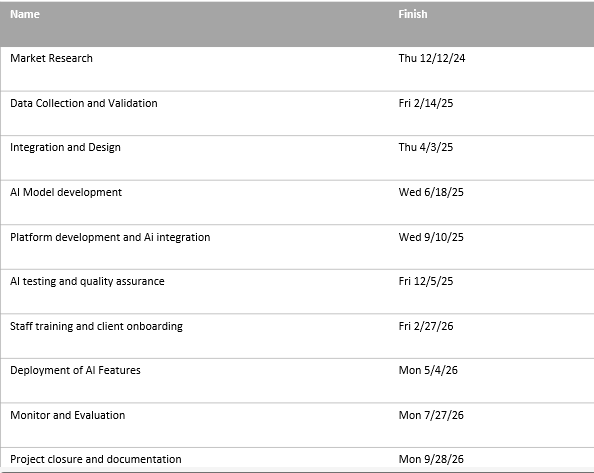 Name Finish
Market Research Thu 12/12/24
Data Collection and Validation Fri 2/14/25
Integration and Design Thu 4/3/25
AI Model development Wed 6/18/25
Platform development and Ai integration Wed 9/10/25
AI testing and quality assurance Fri 12/5/25
Staff training and client onboarding Fri 2/27/26
Deployment of AI Features Mon 5/4/26
Monitor and Evaluation Mon 7/27/26
Project closure and documentation Mon 9/28/26